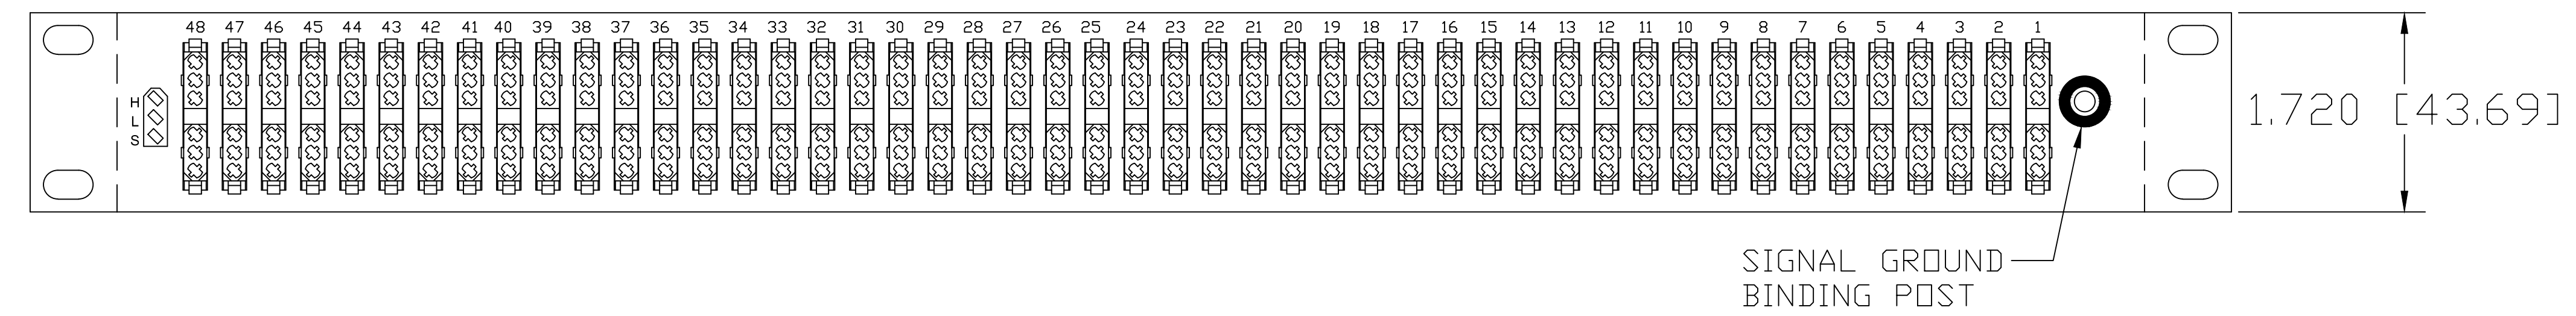 48 47 46 45 44 43 42 41 40 39 38 37 36 35 34 33 32 31 30 29 28 27 26 25 24 23 22 21 20 19 18 17 16 15 14 13 12 11 10 9 8 7 6 5 4 3 2 1
H
L
S
1.720 [43.69]
SIGNAL GROUND
BINDING POST